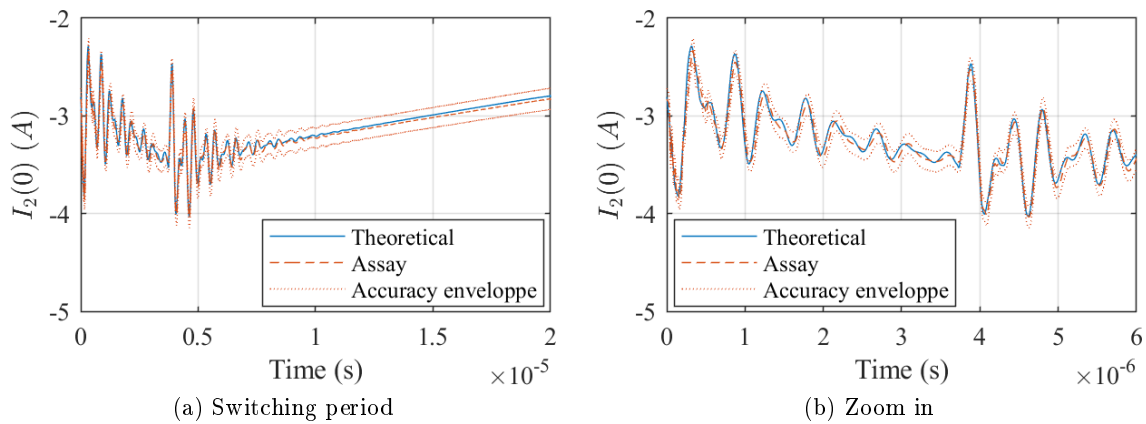 -2
-3
-4
-5
I₂(0) (A)
Theoretical
Assay
Accuracy enveloppe
0 0.5 1 1.5 2
Time (s)
×10⁻⁵
(a) Switching period
-2
-3
-4
-5
I₂(0) (A)
Theoretical
Assay
Accuracy enveloppe
0 1 2 3 4 5 6
Time (s)
×10⁻⁶
(b) Zoom in